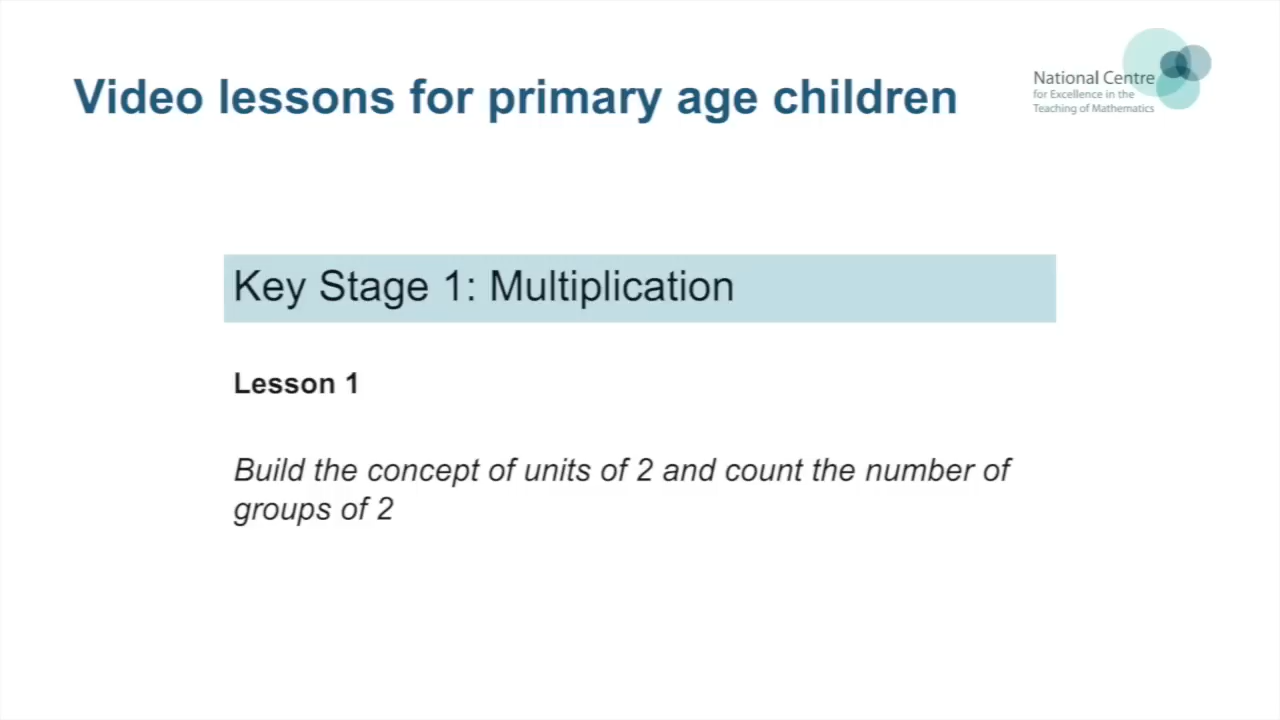 Video lessons for primary age children
National Centre
for Excellence in the
Teaching of Mathematics
Key Stage 1: Multiplication
Lesson 1
Build the concept of units of 2 and count the number of
groups of 2